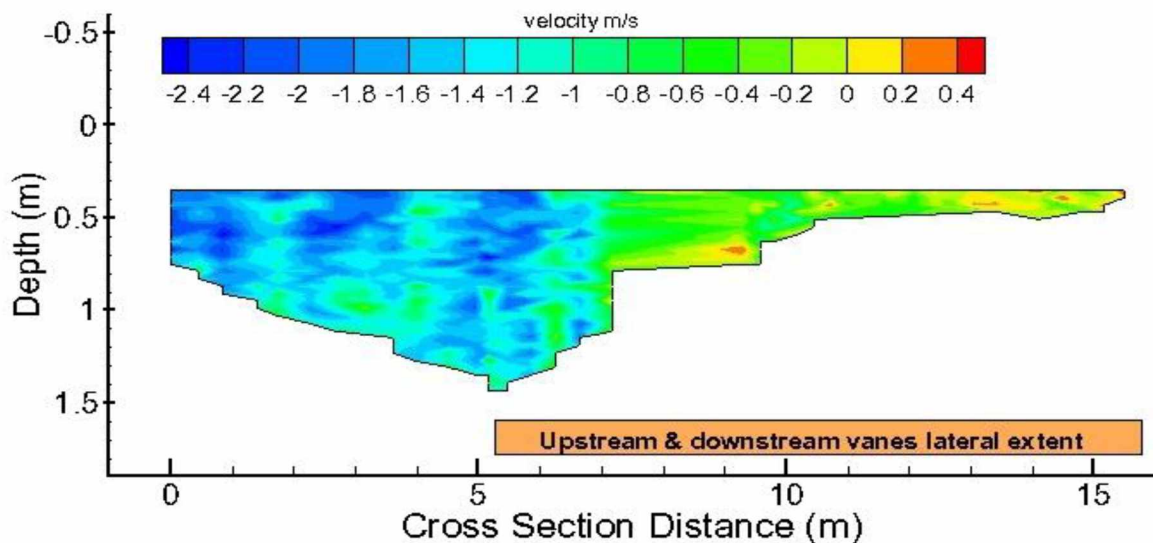 velocity m/s
-2.4 -2.2 -2 -1.8 -1.6 -1.4 -1.2 -1 -0.8 -0.6 -0.4 -0.2 0 0.2 0.4
-0.5
0
0.5
1
1.5
Depth (m)
Upstream & downstream vanes lateral extent
0 5 10 15
Cross Section Distance (m)